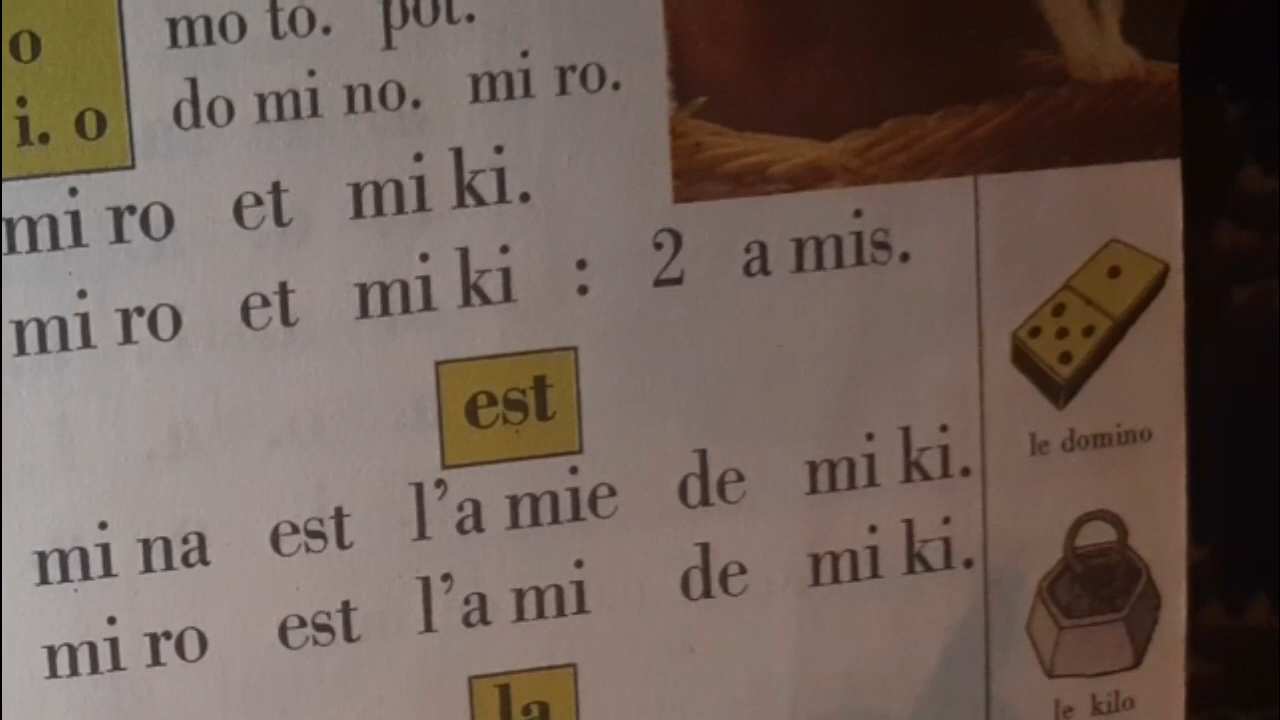 o mo to. pot.
i. o do mi no. mi ro.
mi ro et mi ki.
mi ro et mi ki : 2 a mis.
est
mi na est l'a mie de mi ki.
mi ro est l'a mi de mi ki.
la
le domino
le kilo